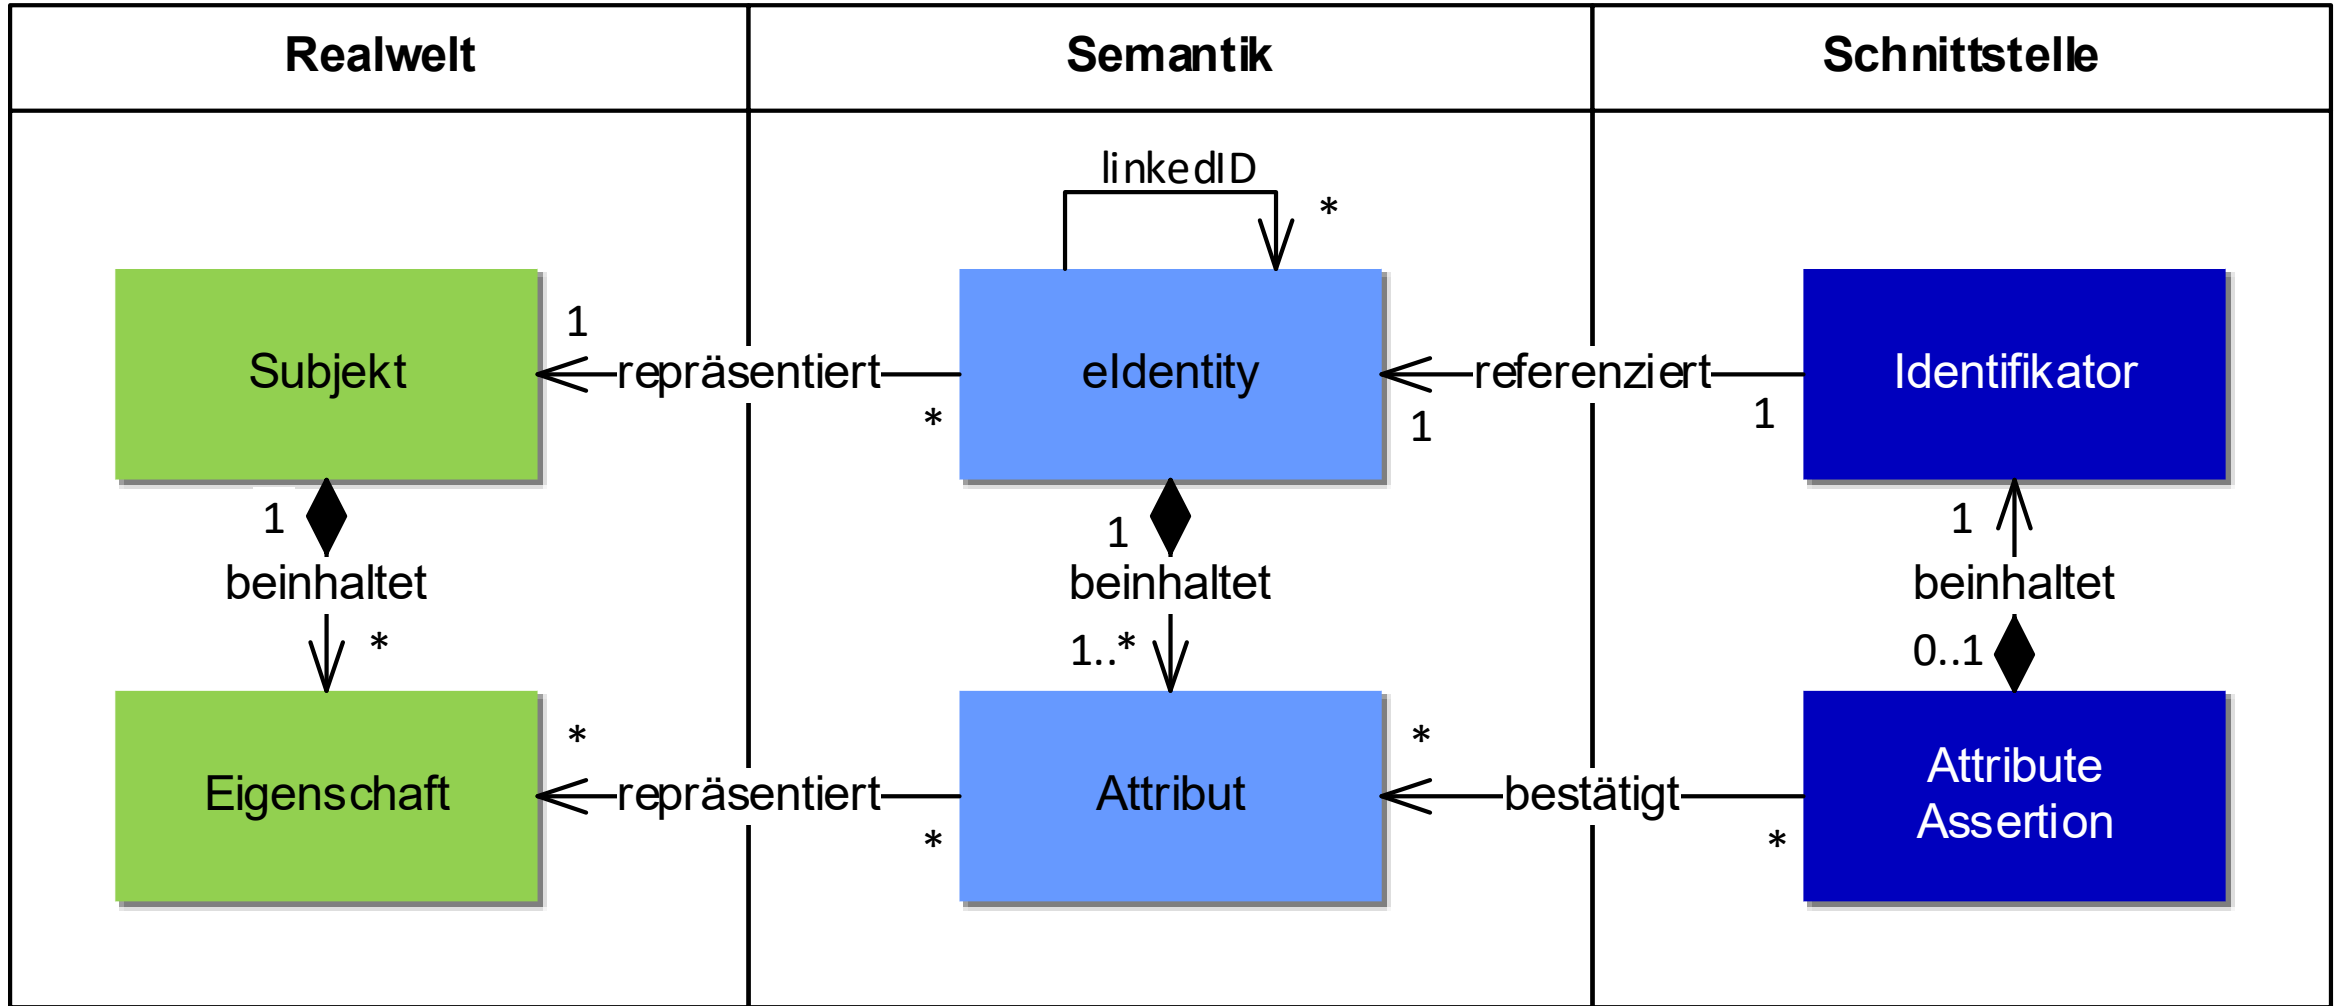 Realwelt
Semantik
Schnittstelle
linkedID
*
Subjekt
1
repräsentiert
*
eIdentity
1
referenziert
1
Identifikator
1
beinhaltet
*
1
beinhaltet
1..*
1
beinhaltet
0..1
Eigenschaft
*
repräsentiert
*
Attribut
*
bestätigt
*
Attribute
Assertion